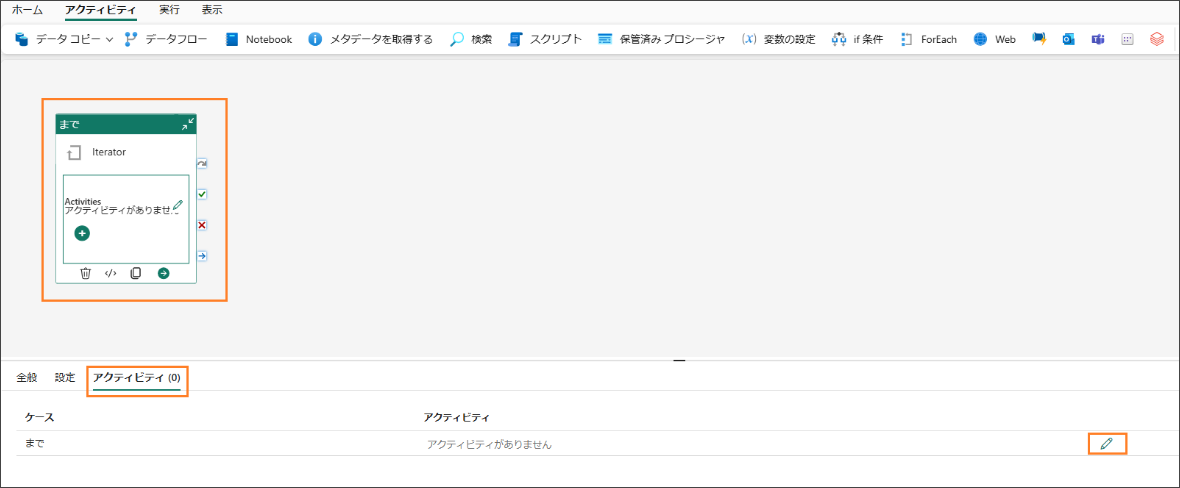 ホーム アクティビティ 実行 表示
データ コピー データフロー Notebook メタデータを取得する 検索 スクリプト 保管済み プロシージャ (x) 変数の設定 if 条件 ForEach Web
まで
Iterator
Activities
アクティビティがありませ...
全般 設定 アクティビティ (0)
ケース アクティビティ
まで アクティビティがありません